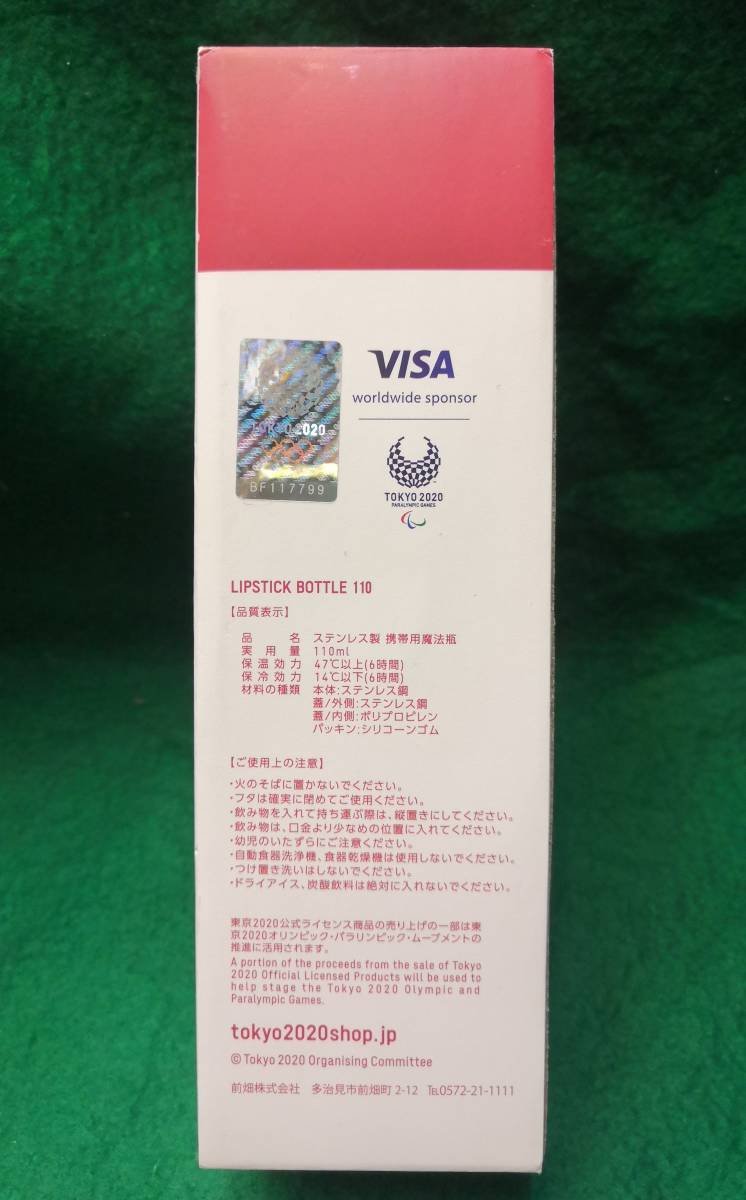 VISA
worldwide sponsor
TOKYO 2020
BF117799
TOKYO 2020
PARALYMPIC GAMES
LIPSTICK BOTTLE 110
【品質表示】
品 名 ステンレス製 携帯用魔法瓶
実 用 量 110ml
保温効力 47℃以上(6時間)
保冷効力 14℃以下(6時間)
材料の種類 本体:ステンレス鋼
蓋/外側:ステンレス鋼
蓋/内側:ポリプロピレン
パッキン:シリコーンゴム
【ご使用上の注意】
・火のそばに置かないでください。
・フタは確実に閉めてご使用ください。
・飲み物を入れて持ち運ぶ際は、縦置きにしてください。
・飲み物は、口金より少なめの位置に入れてください。
・幼児のいたずらにご注意ください。
・自動食器洗浄機、食器乾燥機は使用しないでください。
・つけ置き洗いはしないでください。
・ドライアイス、炭酸飲料は絶対に入れないでください。
東京2020公式ライセンス商品の売り上げの一部は東
京2020オリンピック・パラリンピック・ムーブメントの
推進に活用されます。
A portion of the proceeds from the sale of Tokyo
2020 Official Licensed Products will be used to
help stage the Tokyo 2020 Olympic and
Paralympic Games.
tokyo2020shop.jp
© Tokyo 2020 Organising Committee
前畑株式会社 多治見市前畑町2-12 TEL0572-21-1111